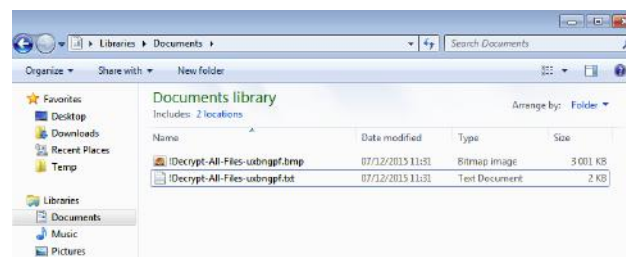 Libraries ▸ Documents ▸
Search Documents
Organize Share with New folder
Favorites
Desktop
Downloads
Recent Places
Temp
Libraries
Documents
Music
Pictures
Documents library
Includes: 2 locations
Arrange by: Folder
Name Date modified Type Size
!Decrypt-All-Files-uxbngpf.bmp 07/12/2015 11:31 Bitmap image 3 001 KB
!Decrypt-All-Files-uxbngpf.txt 07/12/2015 11:31 Text Document 2 KB